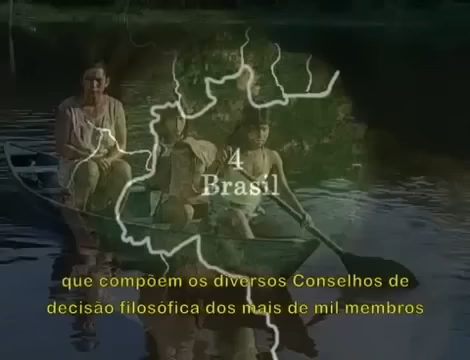 4
Brasil
que compõem os diversos Conselhos de
decisão filosófica dos mais de mil membros